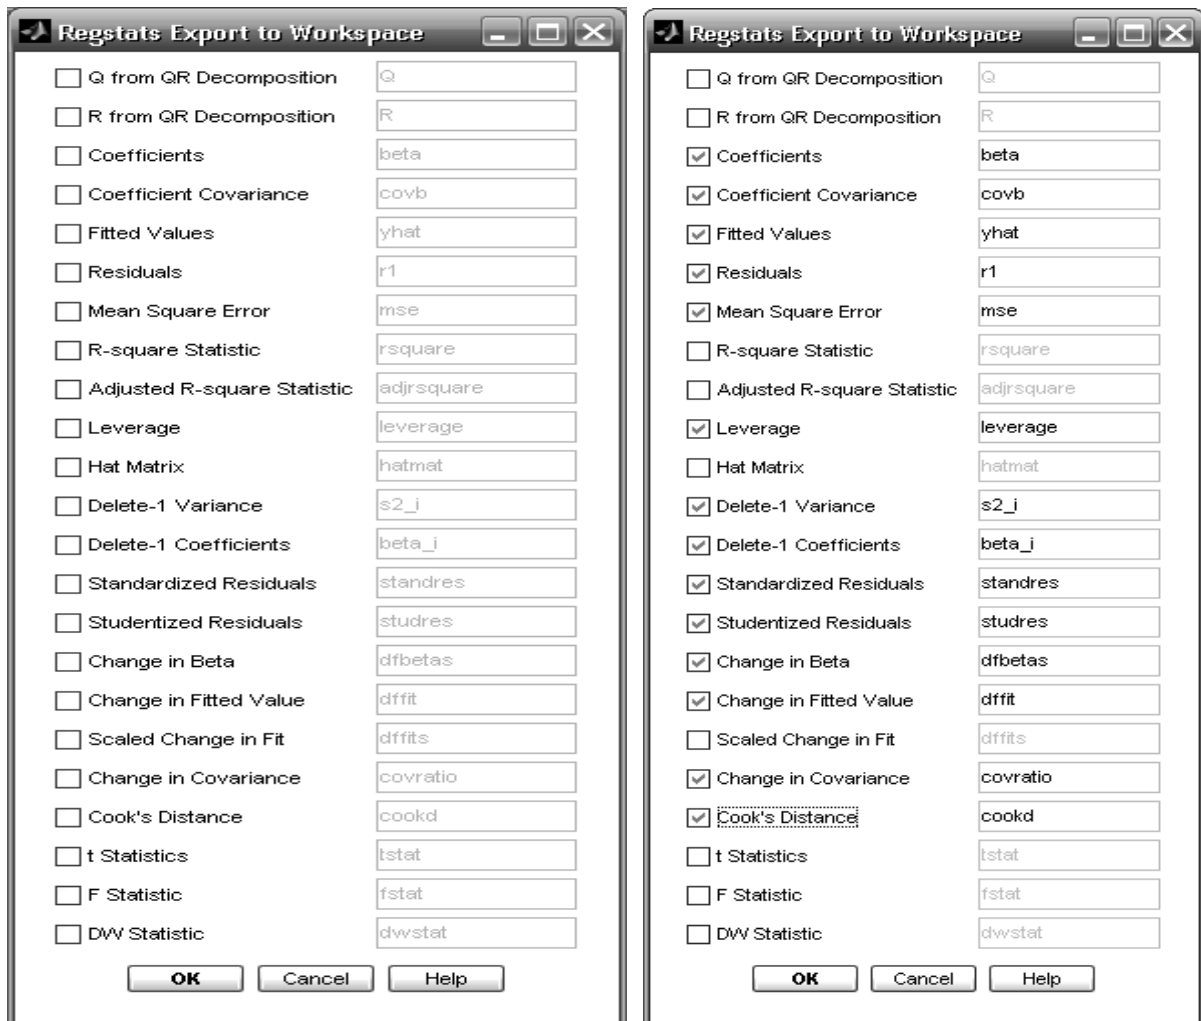 Regstats Export to Workspace
Q from QR Decomposition Q
R from QR Decomposition R
Coefficients beta
Coefficient Covariance covb
Fitted Values yhat
Residuals r1
Mean Square Error mse
R-square Statistic rsquare
Adjusted R-square Statistic adjrsquare
Leverage leverage
Hat Matrix hatmat
Delete-1 Variance s2_i
Delete-1 Coefficients beta_i
Standardized Residuals standres
Studentized Residuals studres
Change in Beta dfbetas
Change in Fitted Value dffit
Scaled Change in Fit dffits
Change in Covariance covratio
Cook's Distance cookd
t Statistics tstat
F Statistic fstat
DW Statistic dwstat
OK Cancel Help
Regstats Export to Workspace
Q from QR Decomposition Q
R from QR Decomposition R
Coefficients beta
Coefficient Covariance covb
Fitted Values yhat
Residuals r1
Mean Square Error mse
R-square Statistic rsquare
Adjusted R-square Statistic adjrsquare
Leverage leverage
Hat Matrix hatmat
Delete-1 Variance s2_i
Delete-1 Coefficients beta_i
Standardized Residuals standres
Studentized Residuals studres
Change in Beta dfbetas
Change in Fitted Value dffit
Scaled Change in Fit dffits
Change in Covariance covratio
Cook's Distance cookd
t Statistics tstat
F Statistic fstat
DW Statistic dwstat
OK Cancel Help